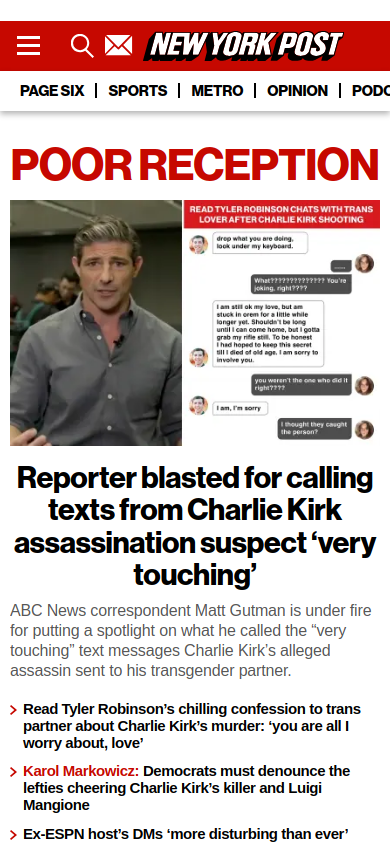 NEW YORK POST
PAGE SIX | SPORTS | METRO | OPINION | PODC
POOR RECEPTION
READ TYLER ROBINSON CHATS WITH TRANS
LOVER AFTER CHARLIE KIRK SHOOTING
drop what you are doing,
look under my keyboard.
......
What?????????????? You're
joking, right????
I am still ok my love, but am
stuck in orem for a little while
longer yet. Shouldn't be long
until I can come home, but I gotta
grab my rifle still. To be honest
I had hoped to keep this secret
till I died of old age. I am sorry to
involve you.
you weren't the one who did it
right????
I am, I'm sorry
I thought they caught
the person?
Reporter blasted for calling
texts from Charlie Kirk
assassination suspect ‘very
touching’
ABC News correspondent Matt Gutman is under fire
for putting a spotlight on what he called the “very
touching” text messages Charlie Kirk’s alleged
assassin sent to his transgender partner.
Read Tyler Robinson’s chilling confession to trans
partner about Charlie Kirk’s murder: ‘you are all I
worry about, love’
Karol Markowicz: Democrats must denounce the
lefties cheering Charlie Kirk’s killer and Luigi
Mangione
Ex-ESPN host’s DMs ‘more disturbing than ever’